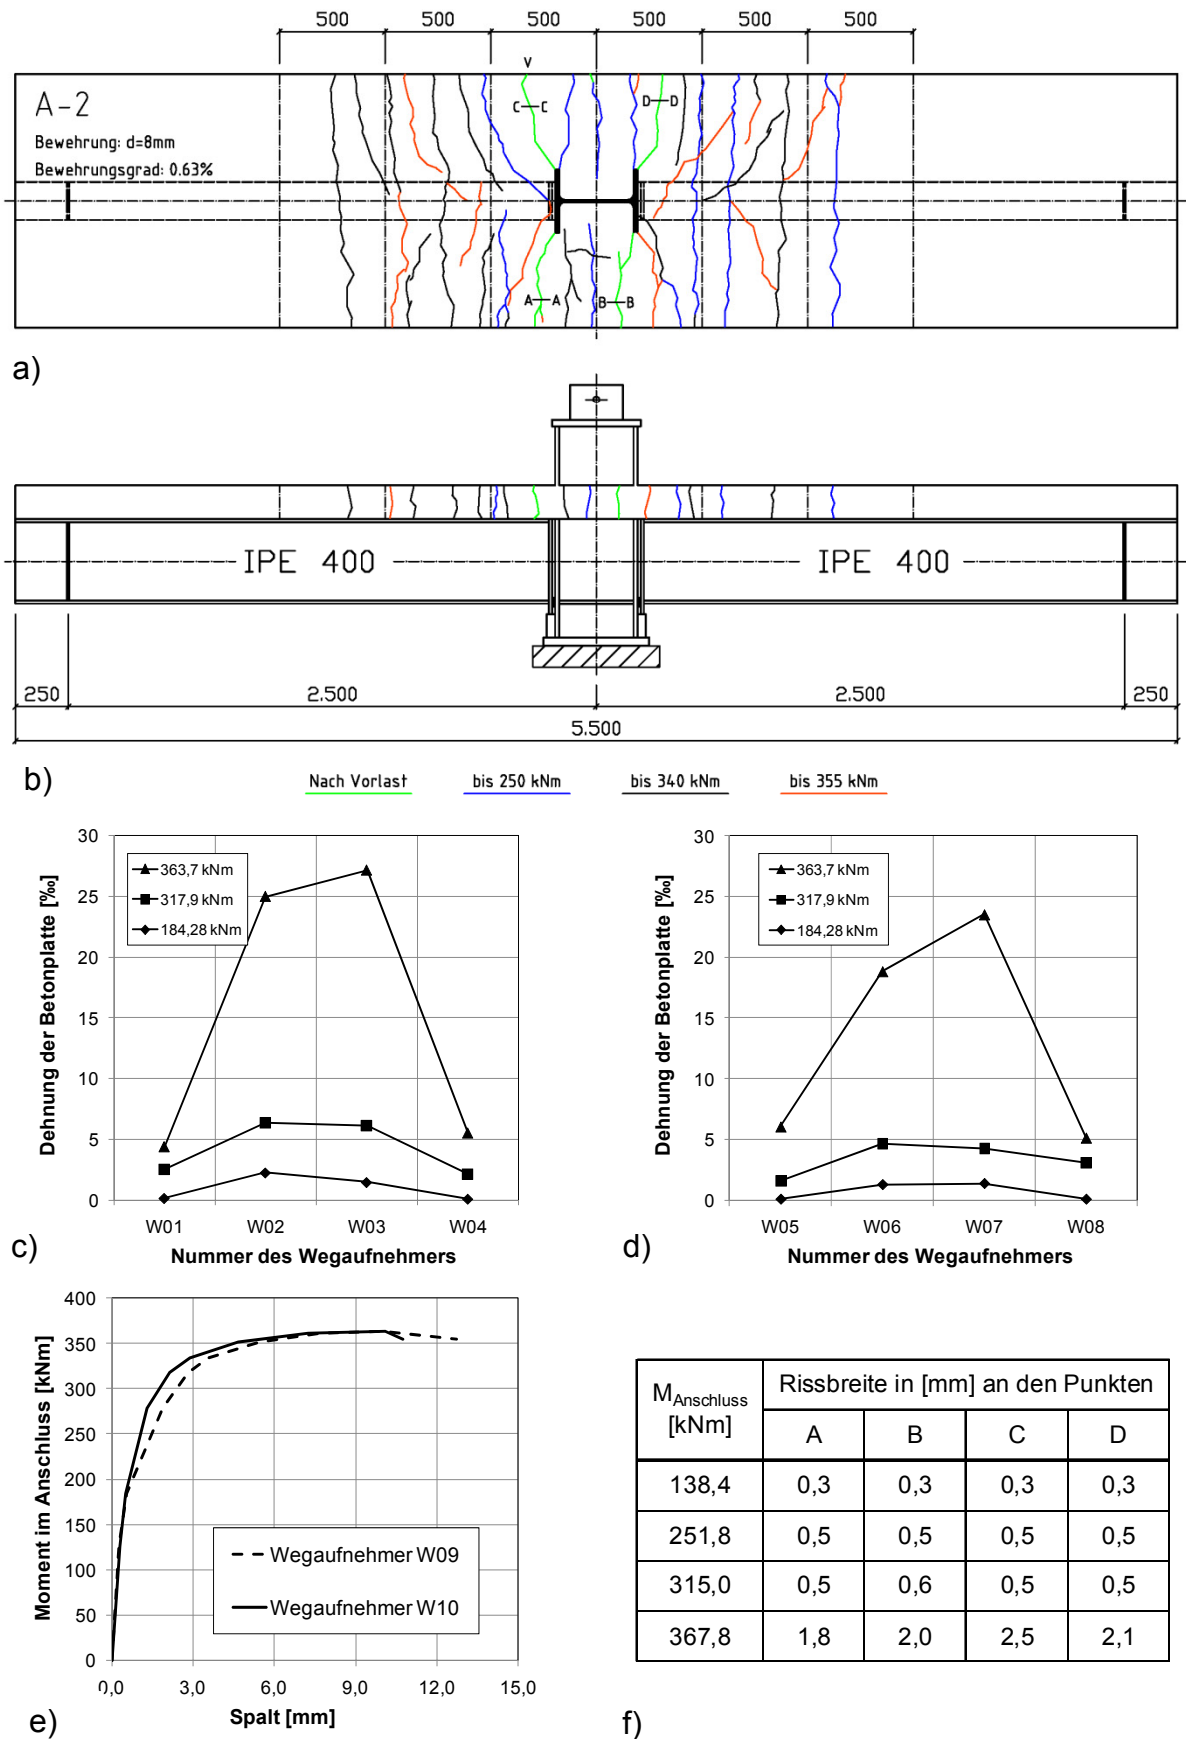 500 500 500 500 500 500
V
A-2
C C D D
Bewehrung: d=8mm
Bewehrungsgrad: 0.63%
A A B B
a)
IPE 400 IPE 400
250 2.500 2.500 250
5.500
b)
Nach Vorlast bis 250 kNm bis 340 kNm bis 355 kNm
Dehnung der Betonplatte [‰]
30
25
20
15
10
5
0
363,7 kNm
317,9 kNm
184,28 kNm
W01 W02 W03 W04
c) Nummer des Wegaufnehmers
Dehnung der Betonplatte [‰]
30
25
20
15
10
5
0
363,7 kNm
317,9 kNm
184,28 kNm
W05 W06 W07 W08
d) Nummer des Wegaufnehmers
Moment im Anschluss [kNm]
400
350
300
250
200
150
100
50
0
Wegaufnehmer W09
Wegaufnehmer W10
0,0 3,0 6,0 9,0 12,0 15,0
Spalt [mm]
e)
MAnschluss
[kNm]
Rissbreite in [mm] an den Punkten
A B C D
138,4 0,3 0,3 0,3 0,3
251,8 0,5 0,5 0,5 0,5
315,0 0,5 0,6 0,5 0,5
367,8 1,8 2,0 2,5 2,1
f)